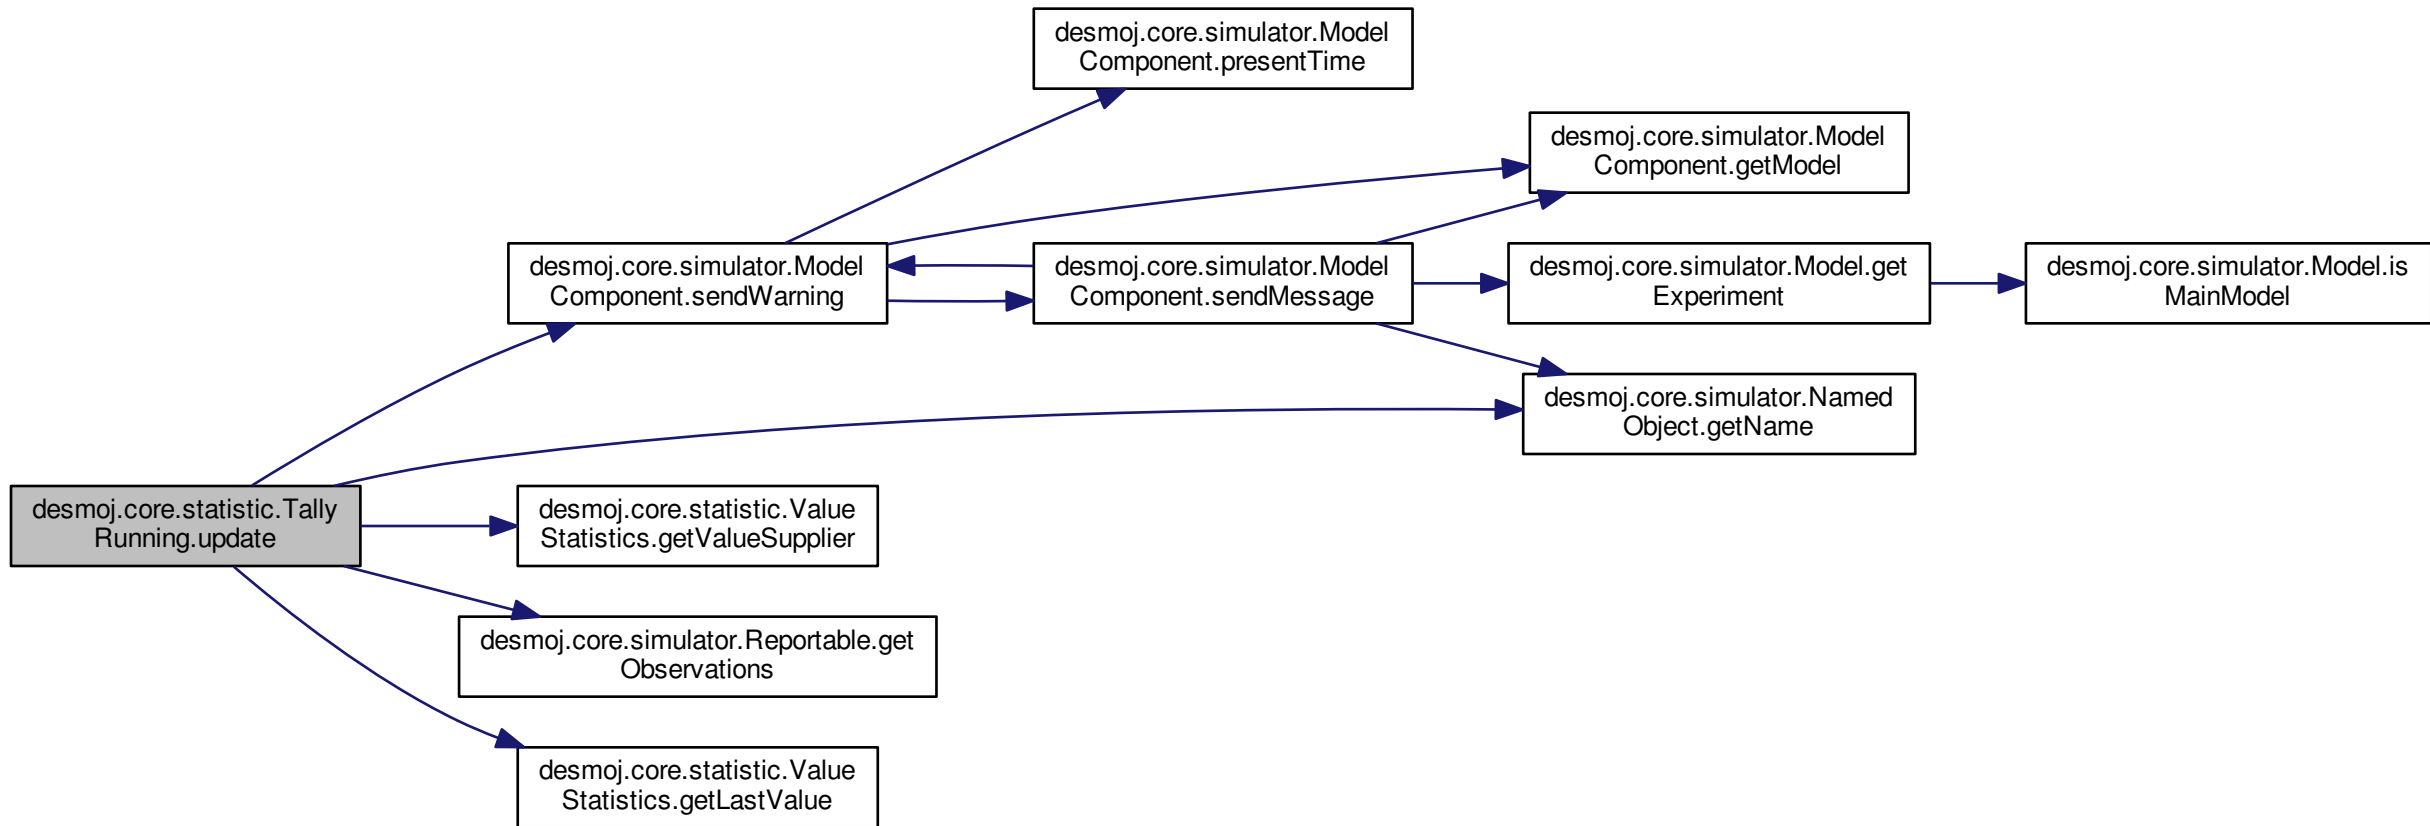 desmoj.core.simulator.Model
Component.presentTime
desmoj.core.simulator.Model
Component.getModel
desmoj.core.simulator.Model
Component.sendWarning
desmoj.core.simulator.Model
Component.sendMessage
desmoj.core.simulator.Model.get
Experiment
desmoj.core.simulator.Model.is
MainModel
desmoj.core.simulator.Named
Object.getName
desmoj.core.statistic.Tally
Running.update
desmoj.core.statistic.Value
Statistics.getValueSupplier
desmoj.core.simulator.Reportable.get
Observations
desmoj.core.statistic.Value
Statistics.getLastValue